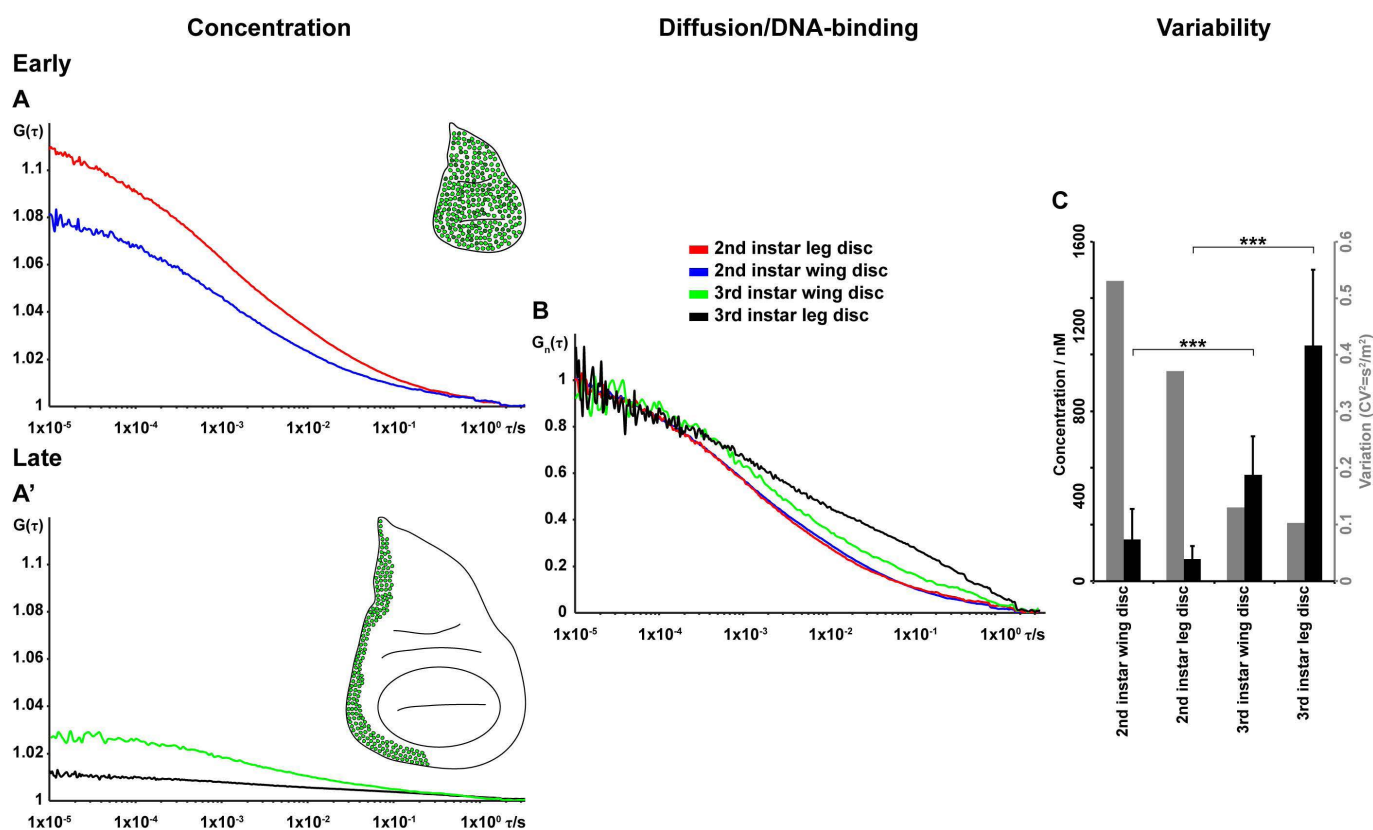 Concentration
Diffusion/DNA-binding
Variability
Early
A
G(τ)
1.1
1.08
1.06
1.04
1.02
1
1x10⁻⁵ 1x10⁻⁴ 1x10⁻³ 1x10⁻² 1x10⁻¹ 1x10⁰ τ/s
Late
A’
G(τ)
1.1
1.08
1.06
1.04
1.02
1
1x10⁻⁵ 1x10⁻⁴ 1x10⁻³ 1x10⁻² 1x10⁻¹ 1x10⁰ τ/s
2nd instar leg disc
2nd instar wing disc
3rd instar wing disc
3rd instar leg disc
B
Gₙ(τ)
1
0.8
0.6
0.4
0.2
0
1x10⁻⁵ 1x10⁻⁴ 1x10⁻³ 1x10⁻² 1x10⁻¹ 1x10⁰ τ/s
C
Concentration / nM
1600
1200
800
400
0
***
***
0.6
0.5
0.4
0.3
0.2
0.1
0
Variation (CV²=s²/m²)
2nd instar wing disc
2nd instar leg disc
3rd instar wing disc
3rd instar leg disc